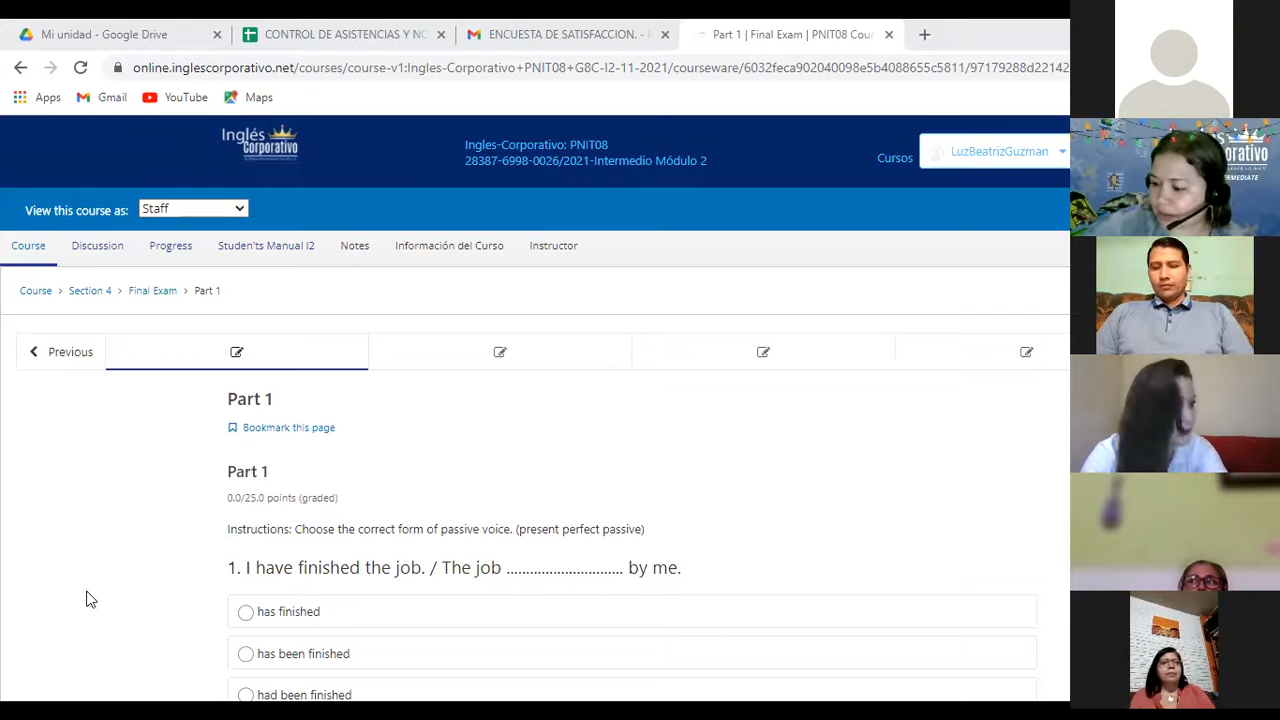 Mi unidad - Google Drive
CONTROL DE ASISTENCIAS Y NO
ENCUESTA DE SATISFACCION. -
Part 1 | Final Exam | PNIT08 Cour
online.inglescorporativo.net/courses/course-v1:Ingles-Corporativo+PNIT08+G8C-I2-11-2021/courseware/6032feca902040098e5b4088655c5811/97179288d22142
Apps
Gmail
YouTube
Maps
Inglés
Corporativo
Ingles-Corporativo: PNIT08
28387-6998-0026/2021-Intermedio Módulo 2
Cursos
LuzBeatrizGuzman
View this course as:
Staff
Course
Discussion
Progress
Studen'ts Manual I2
Notes
Información del Curso
Instructor
Course > Section 4 > Final Exam > Part 1
Previous
Part 1
Bookmark this page
Part 1
0.0/25.0 points (graded)
Instructions: Choose the correct form of passive voice. (present perfect passive)
1. I have finished the job. / The job .............................. by me.
has finished
has been finished
had been finished